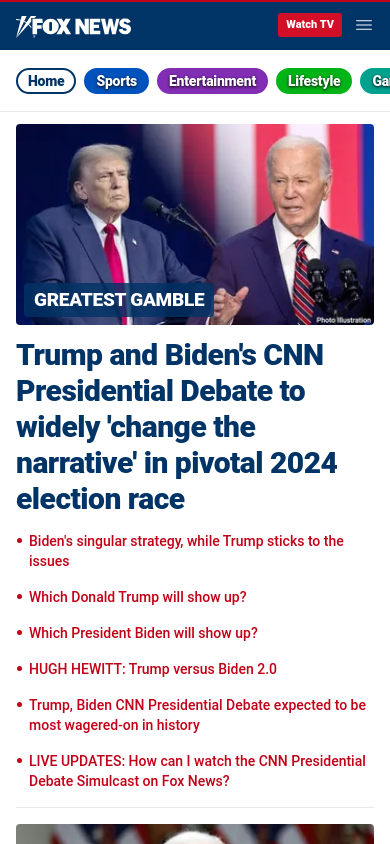 FOX NEWS
Watch TV
Home
Sports
Entertainment
Lifestyle
GREATEST GAMBLE
Photo Illustration
Trump and Biden's CNN
Presidential Debate to
widely 'change the
narrative' in pivotal 2024
election race
Biden's singular strategy, while Trump sticks to the
issues
Which Donald Trump will show up?
Which President Biden will show up?
HUGH HEWITT: Trump versus Biden 2.0
Trump, Biden CNN Presidential Debate expected to be
most wagered-on in history
LIVE UPDATES: How can I watch the CNN Presidential
Debate Simulcast on Fox News?